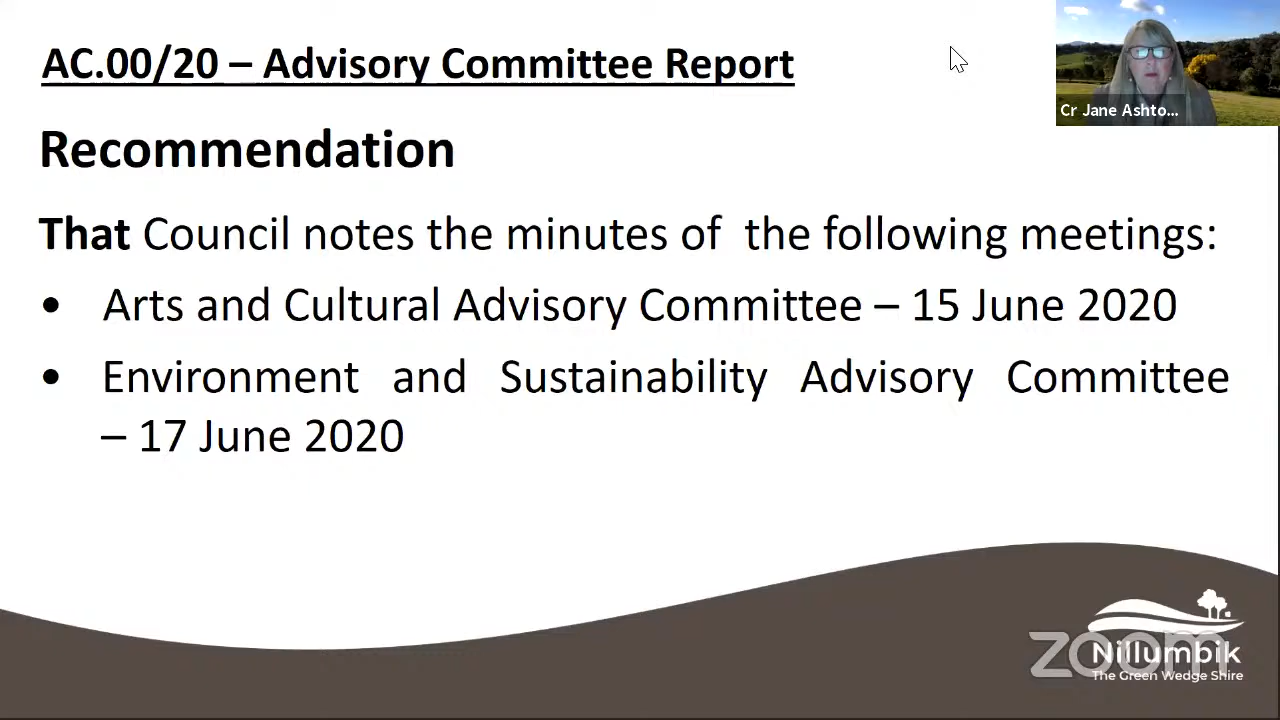 AC.00/20 – Advisory Committee Report
Cr Jane Ashto...
Recommendation
That Council notes the minutes of the following meetings:
• Arts and Cultural Advisory Committee – 15 June 2020
• Environment and Sustainability Advisory Committee
– 17 June 2020
zoom
Nillumbik
The Green Wedge Shire